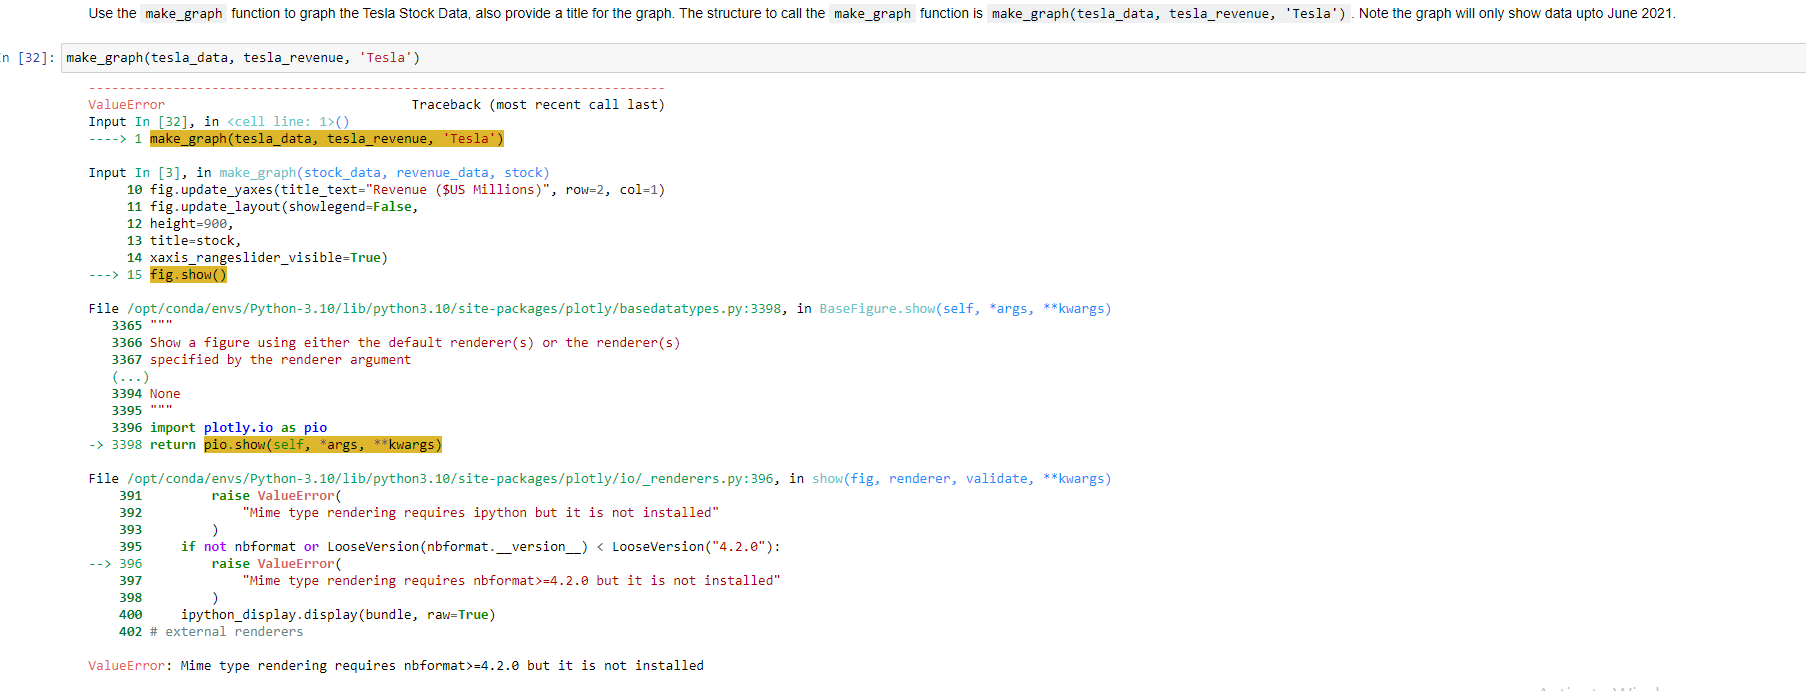 Use the make_graph function to graph the Tesla Stock Data, also provide a title for the graph. The structure to call the make_graph function is make_graph(tesla_data, tesla_revenue, 'Tesla') . Note the graph will only show data upto June 2021.
n [32]: make_graph(tesla_data, tesla_revenue, 'Tesla')
---------------------------------------------------------------------------
ValueError                                Traceback (most recent call last)
Input In [32], in <cell line: 1>()
----> 1 make_graph(tesla_data, tesla_revenue, 'Tesla')
Input In [3], in make_graph(stock_data, revenue_data, stock)
     10 fig.update_yaxes(title_text="Revenue ($US Millions)", row=2, col=1)
     11 fig.update_layout(showlegend=False,
     12 height=900,
     13 title=stock,
     14 xaxis_rangeslider_visible=True)
---> 15 fig.show()
File /opt/conda/envs/Python-3.10/lib/python3.10/site-packages/plotly/basedatatypes.py:3398, in BaseFigure.show(self, *args, **kwargs)
   3365 """
   3366 Show a figure using either the default renderer(s) or the renderer(s)
   3367 specified by the renderer argument
   (...)
   3394 None
   3395 """
   3396 import plotly.io as pio
-> 3398 return pio.show(self, *args, **kwargs)
File /opt/conda/envs/Python-3.10/lib/python3.10/site-packages/plotly/io/_renderers.py:396, in show(fig, renderer, validate, **kwargs)
    391         raise ValueError(
    392             "Mime type rendering requires ipython but it is not installed"
    393         )
    395     if not nbformat or LooseVersion(nbformat.__version__) < LooseVersion("4.2.0"):
--> 396         raise ValueError(
    397             "Mime type rendering requires nbformat>=4.2.0 but it is not installed"
    398         )
    400     ipython_display.display(bundle, raw=True)
    402 # external renderers
ValueError: Mime type rendering requires nbformat>=4.2.0 but it is not installed